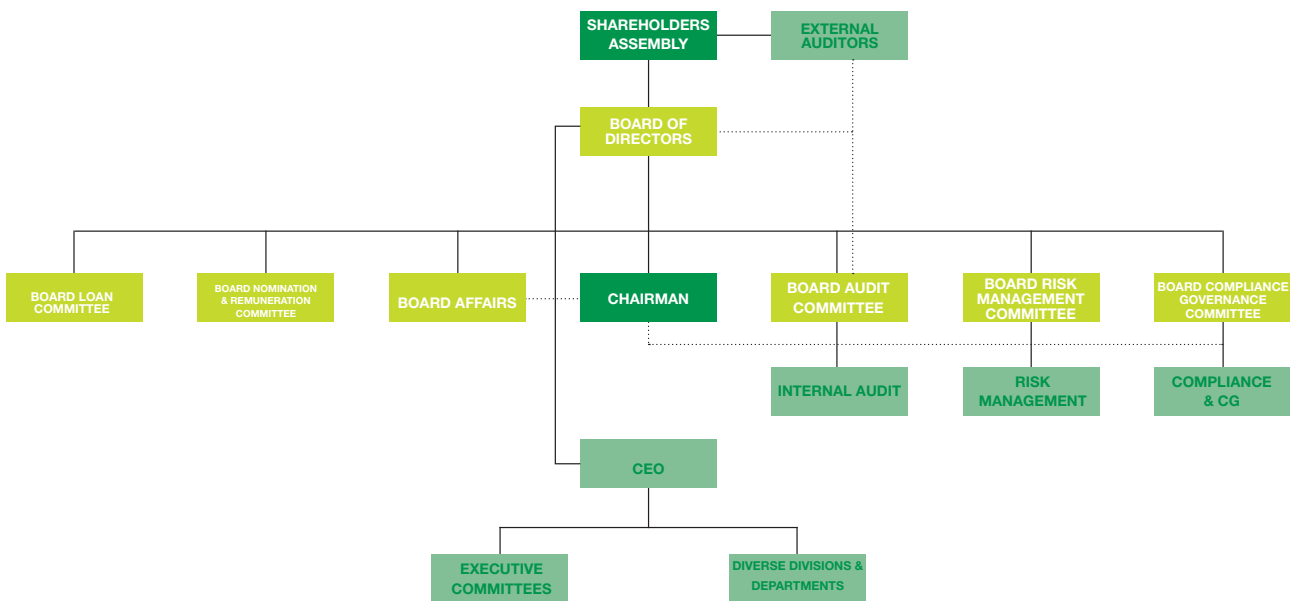 SHAREHOLDERS
ASSEMBLY
EXTERNAL
AUDITORS
BOARD OF
DIRECTORS
BOARD LOAN
COMMITTEE
BOARD NOMINATION
& REMUNERATION
COMMITTEE
BOARD AFFAIRS
CHAIRMAN
BOARD AUDIT
COMMITTEE
BOARD RISK
MANAGEMENT
COMMITTEE
BOARD COMPLIANCE
GOVERNANCE
COMMITTEE
INTERNAL AUDIT
RISK
MANAGEMENT
COMPLIANCE
& CG
CEO
EXECUTIVE
COMMITTEES
DIVERSE DIVISIONS &
DEPARTMENTS